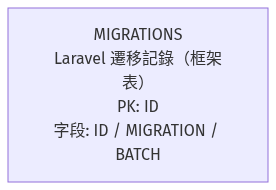 MIGRATIONS
Laravel 遷移記錄（框架
表）
PK: ID
字段: ID / MIGRATION /
BATCH